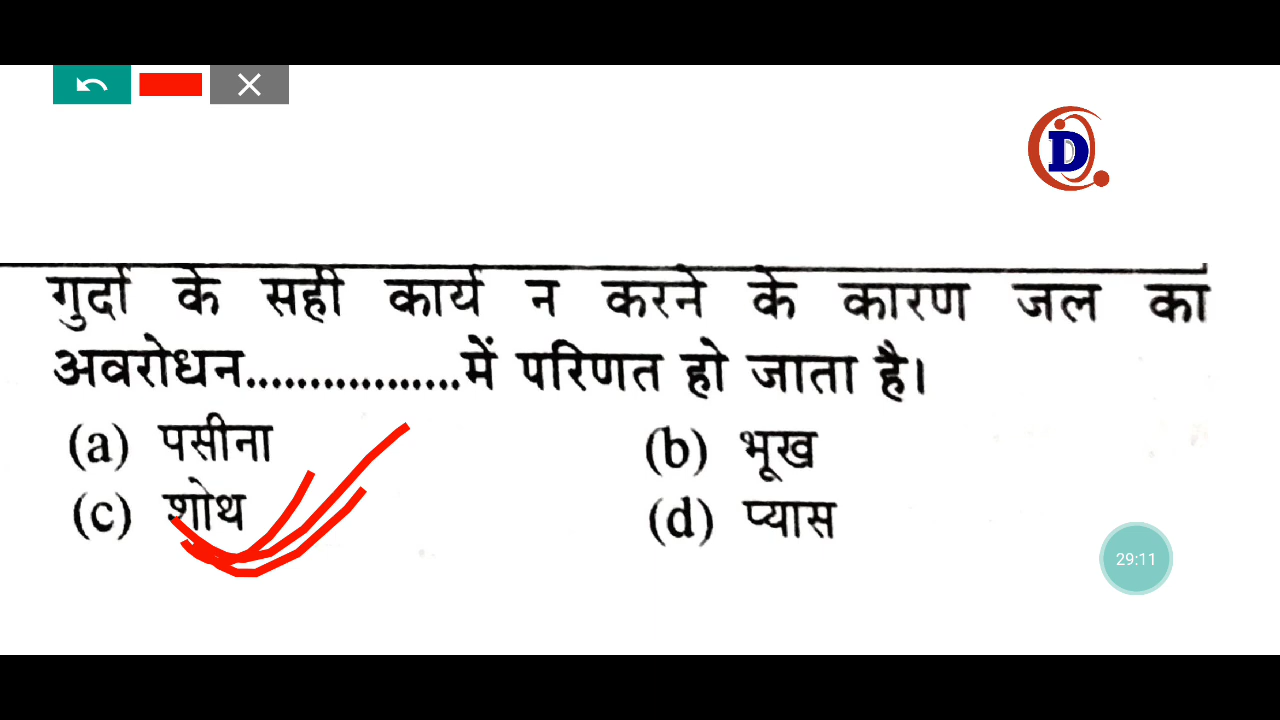 D
गुर्दो के सही कार्य न करने के कारण जल का
अवरोधन.................में परिणत हो जाता है।
(a) पसीना (b) भूख
(c) शोथ (d) प्यास
29:11